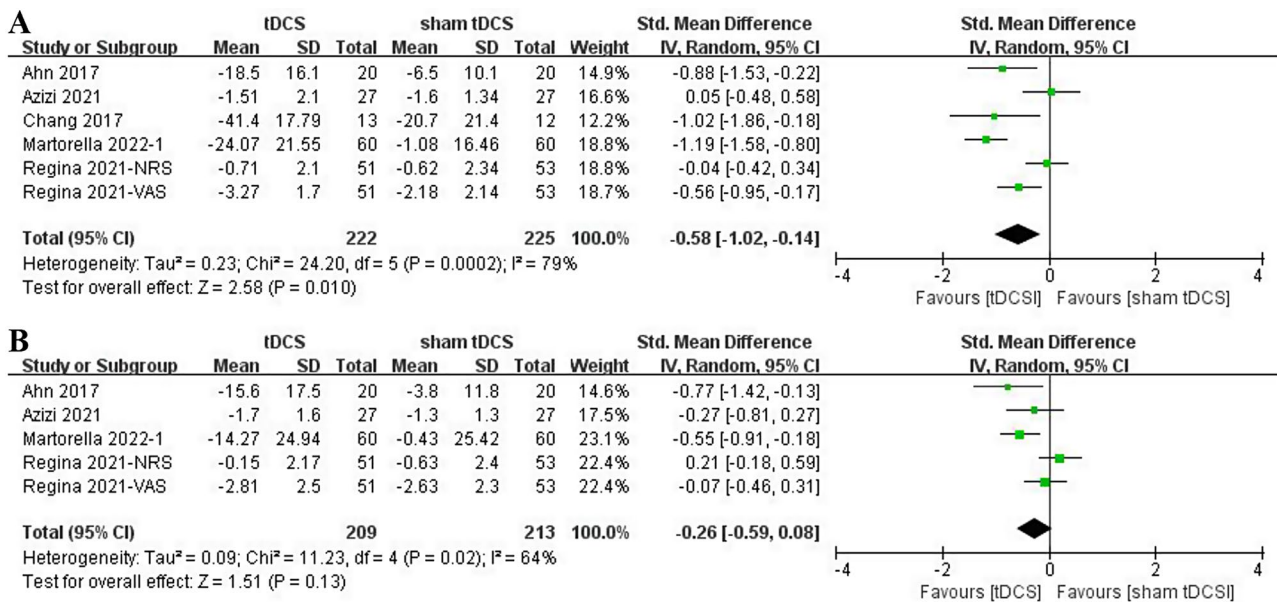 A
tDCS sham tDCS Std. Mean Difference Std. Mean Difference
Study or Subgroup Mean SD Total Mean SD Total Weight IV, Random, 95% CI IV, Random, 95% CI
Ahn 2017 -18.5 16.1 20 -6.5 10.1 20 14.9% -0.88 [-1.53, -0.22]
Azizi 2021 -1.51 2.1 27 -1.6 1.34 27 16.6% 0.05 [-0.48, 0.58]
Chang 2017 -41.4 17.79 13 -20.7 21.4 12 12.2% -1.02 [-1.86, -0.18]
Martorella 2022-1 -24.07 21.55 60 -1.08 16.46 60 18.8% -1.19 [-1.58, -0.80]
Regina 2021-NRS -0.71 2.1 51 -0.62 2.34 53 18.8% -0.04 [-0.42, 0.34]
Regina 2021-VAS -3.27 1.7 51 -2.18 2.14 53 18.7% -0.56 [-0.95, -0.17]
Total (95% CI) 222 225 100.0% -0.58 [-1.02, -0.14]
Heterogeneity: Tau² = 0.23; Chi² = 24.20, df = 5 (P = 0.0002); I² = 79%
Test for overall effect: Z = 2.58 (P = 0.010)
-4 -2 0 2 4
Favours [tDCSI] Favours [sham tDCS]
B
tDCS sham tDCS Std. Mean Difference Std. Mean Difference
Study or Subgroup Mean SD Total Mean SD Total Weight IV, Random, 95% CI IV, Random, 95% CI
Ahn 2017 -15.6 17.5 20 -3.8 11.8 20 14.6% -0.77 [-1.42, -0.13]
Azizi 2021 -1.7 1.6 27 -1.3 1.3 27 17.5% -0.27 [-0.81, 0.27]
Martorella 2022-1 -14.27 24.94 60 -0.43 25.42 60 23.1% -0.55 [-0.91, -0.18]
Regina 2021-NRS -0.15 2.17 51 -0.63 2.4 53 22.4% 0.21 [-0.18, 0.59]
Regina 2021-VAS -2.81 2.5 51 -2.63 2.3 53 22.4% -0.07 [-0.46, 0.31]
Total (95% CI) 209 213 100.0% -0.26 [-0.59, 0.08]
Heterogeneity: Tau² = 0.09; Chi² = 11.23, df = 4 (P = 0.02); I² = 64%
Test for overall effect: Z = 1.51 (P = 0.13)
-4 -2 0 2 4
Favours [tDCS] Favours [sham tDCSI]